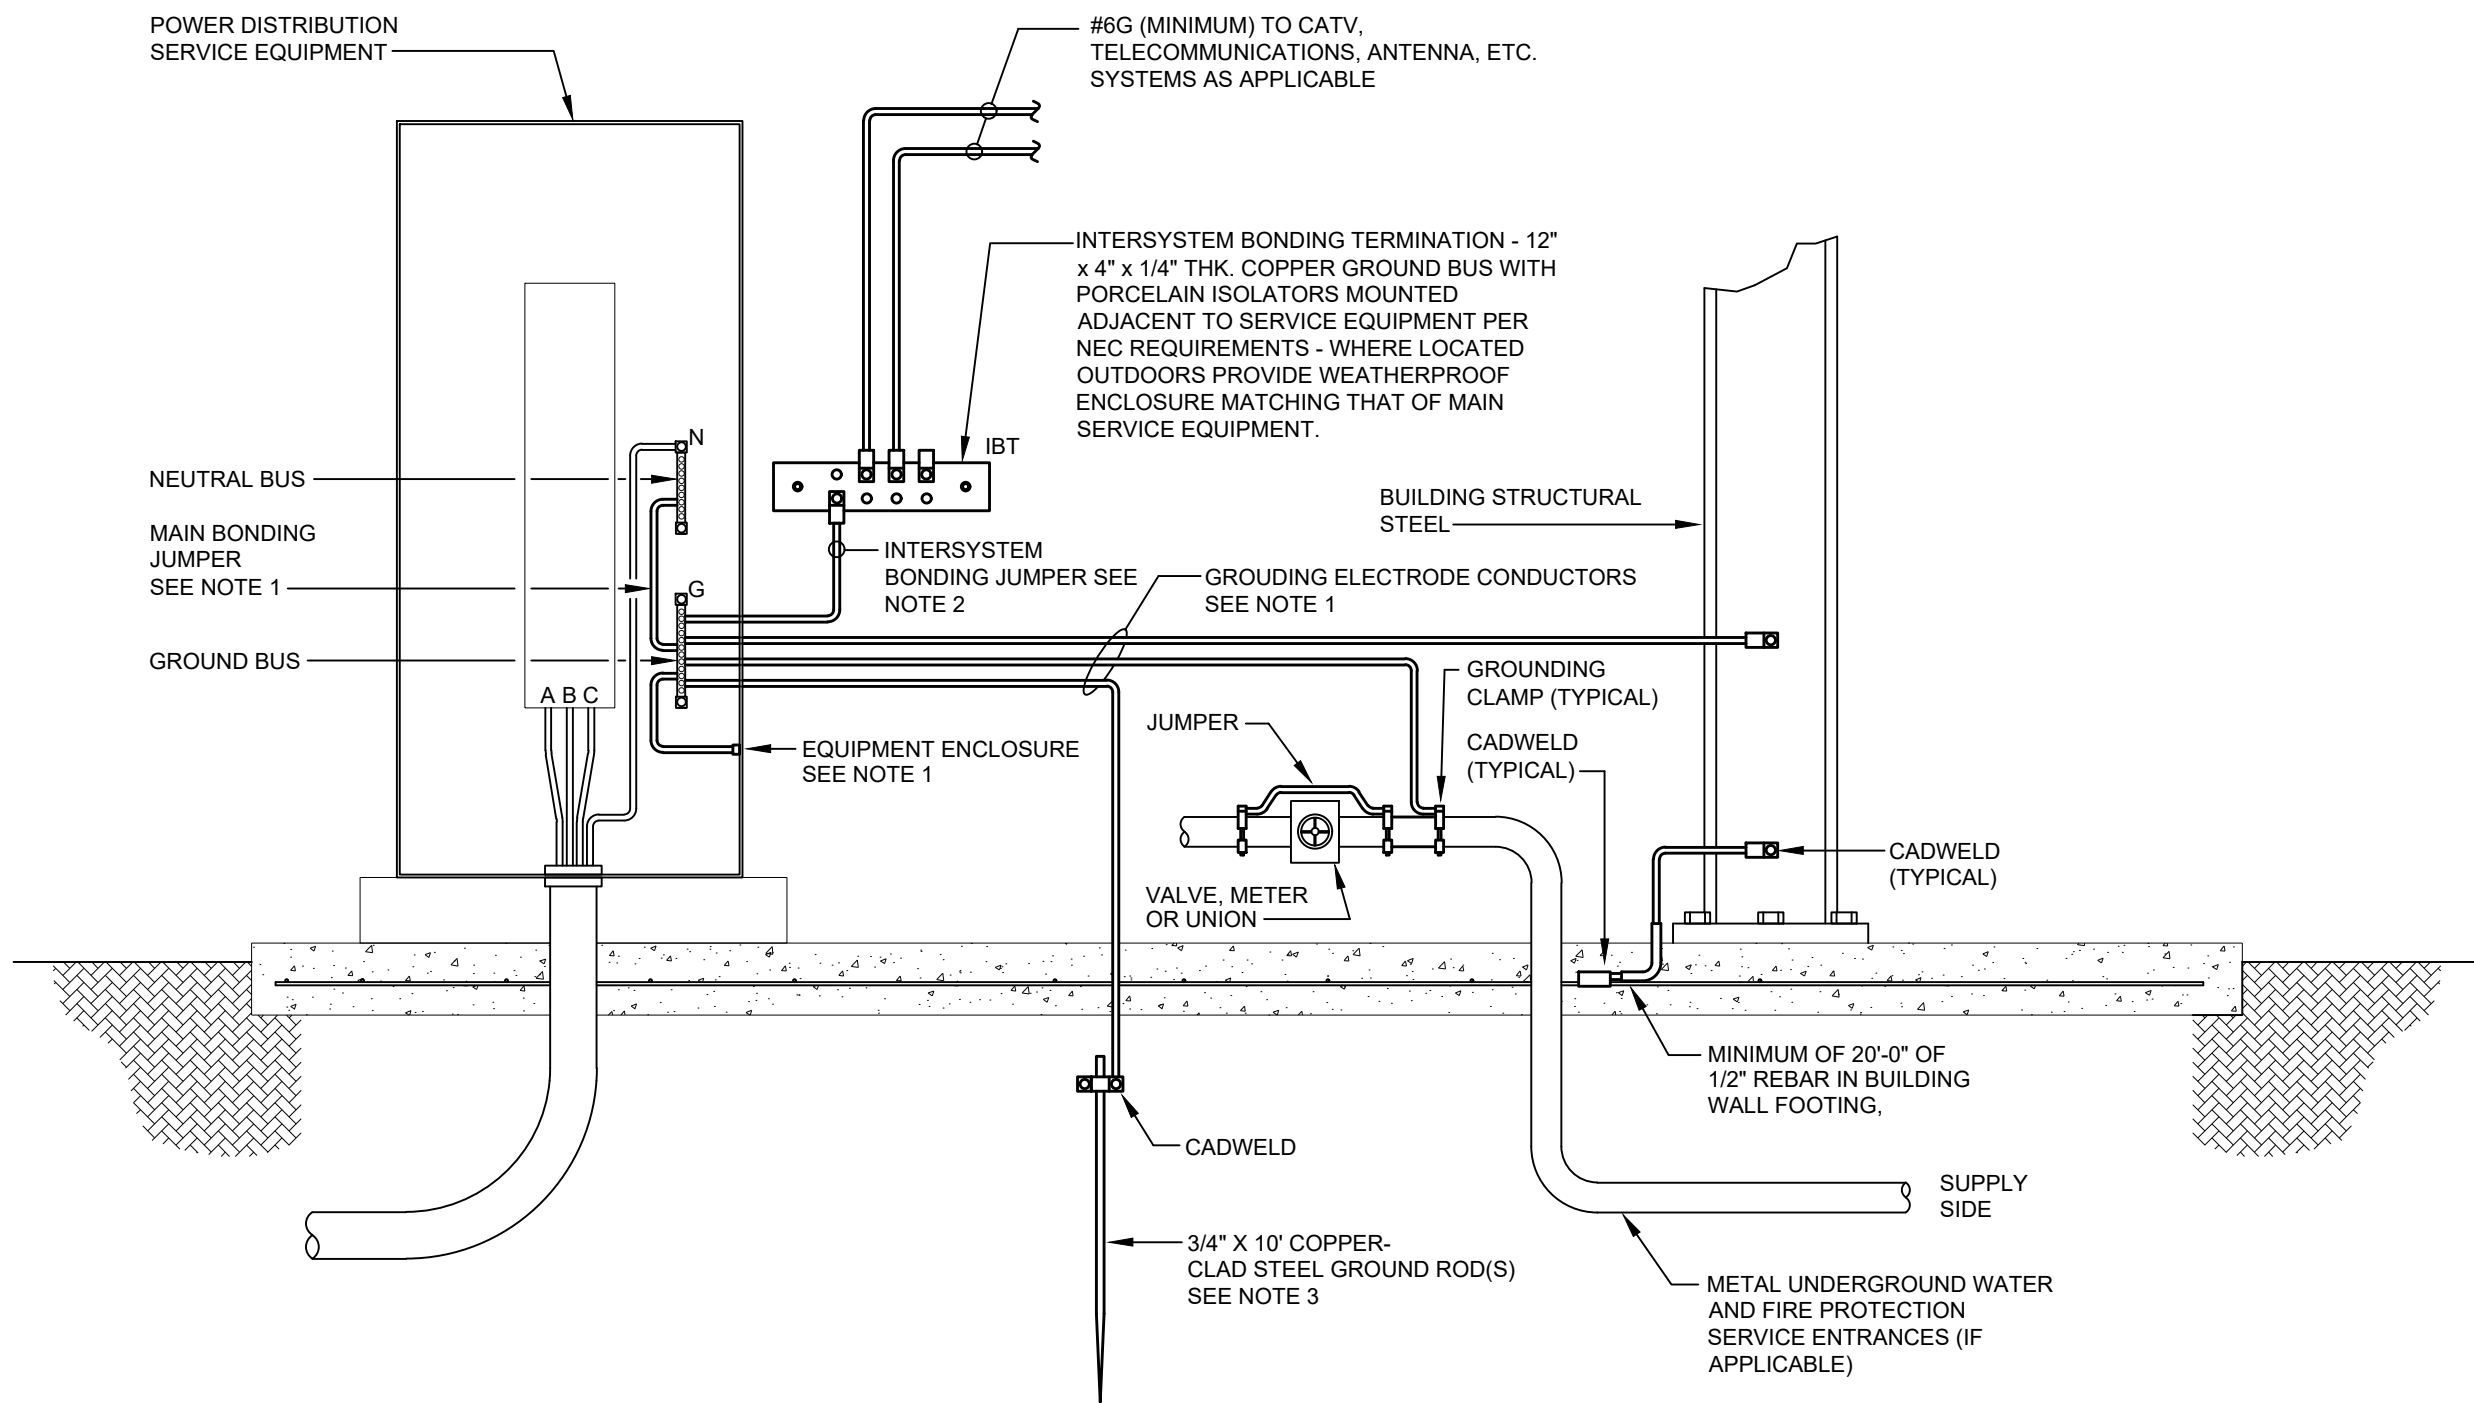 POWER DISTRIBUTION
SERVICE EQUIPMENT
#6G (MINIMUM) TO CATV,
TELECOMMUNICATIONS, ANTENNA, ETC.
SYSTEMS AS APPLICABLE
INTERSYSTEM BONDING TERMINATION - 12"
x 4" x 1/4" THK. COPPER GROUND BUS WITH
PORCELAIN ISOLATORS MOUNTED
ADJACENT TO SERVICE EQUIPMENT PER
NEC REQUIREMENTS - WHERE LOCATED
OUTDOORS PROVIDE WEATHERPROOF
ENCLOSURE MATCHING THAT OF MAIN
SERVICE EQUIPMENT.
N
IBT
NEUTRAL BUS
BUILDING STRUCTURAL
STEEL
MAIN BONDING
JUMPER
SEE NOTE 1
INTERSYSTEM
BONDING JUMPER SEE
NOTE 2
GROUDING ELECTRODE CONDUCTORS
SEE NOTE 1
G
GROUND BUS
GROUNDING
CLAMP (TYPICAL)
A B C
JUMPER
CADWELD
(TYPICAL)
EQUIPMENT ENCLOSURE
SEE NOTE 1
CADWELD
(TYPICAL)
VALVE, METER
OR UNION
MINIMUM OF 20'-0" OF
1/2" REBAR IN BUILDING
WALL FOOTING,
CADWELD
SUPPLY
SIDE
3/4" X 10' COPPER-
CLAD STEEL GROUND ROD(S)
SEE NOTE 3
METAL UNDERGROUND WATER
AND FIRE PROTECTION
SERVICE ENTRANCES (IF
APPLICABLE)